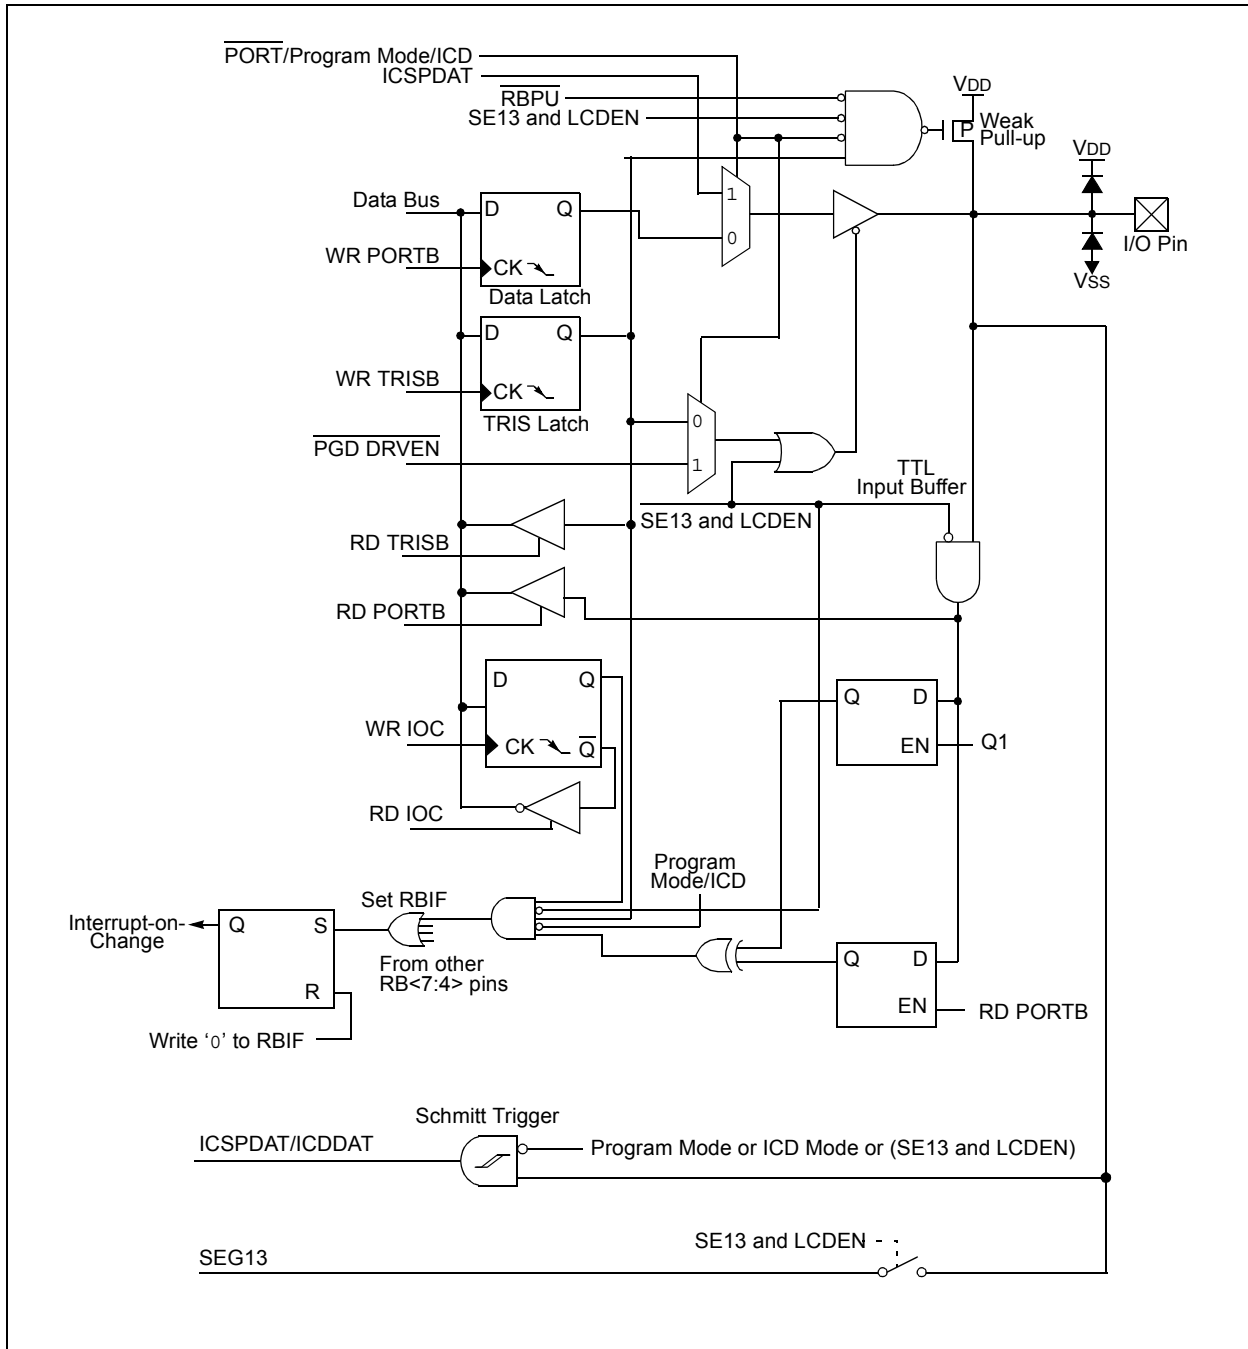 PORT/Program Mode/ICD
ICSPDAT
RBPU
SE13 and LCDEN
VDD
P
Weak
Pull-up
VDD
Data Bus
D
Q
1
0
I/O Pin
WR PORTB
CK
Data Latch
VSS
D
Q
WR TRISB
CK
TRIS Latch
0
PGD DRVEN
1
TTL
Input Buffer
SE13 and LCDEN
RD TRISB
RD PORTB
D
Q
Q
D
WR IOC
CK
Q
EN
Q1
RD IOC
Program
Mode/ICD
Set RBIF
Interrupt-on-
Change
Q
S
Q
D
From other
RB<7:4> pins
R
EN
RD PORTB
Write ‘0’ to RBIF
Schmitt Trigger
ICSPDAT/ICDDAT
Program Mode or ICD Mode or (SE13 and LCDEN)
SE13 and LCDEN
SEG13